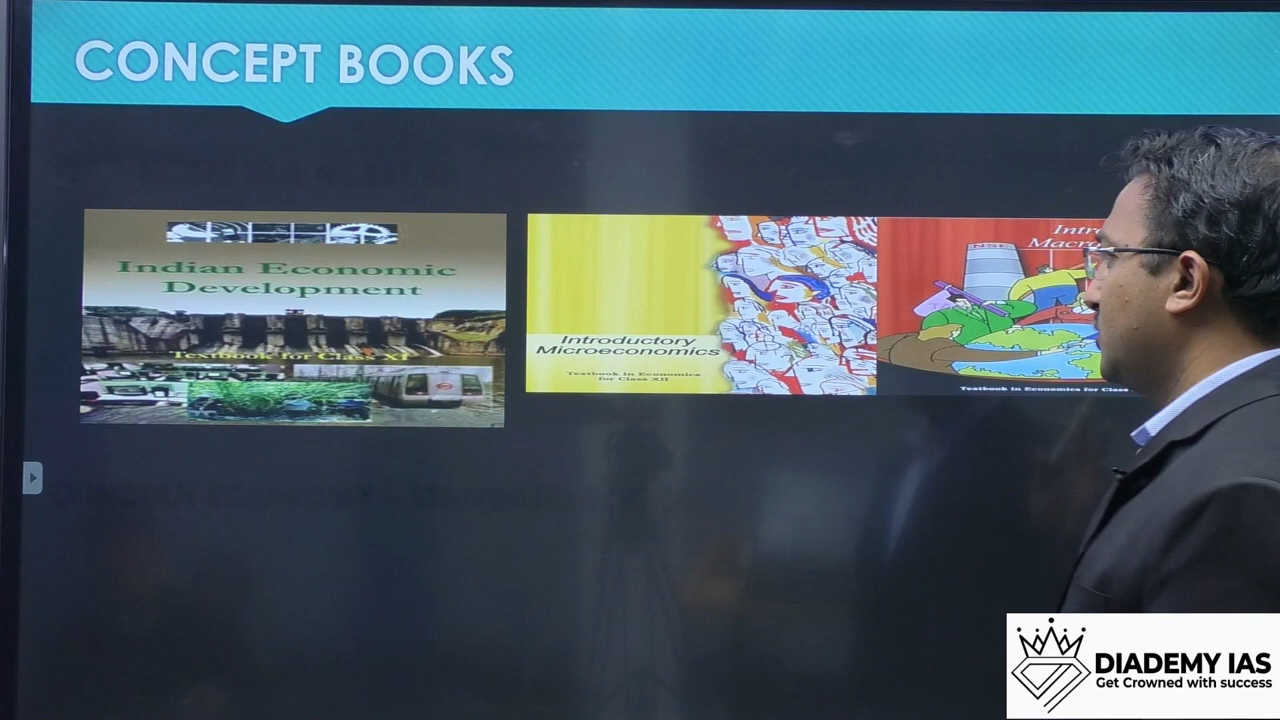 CONCEPT BOOKS
Indian Economic
Development
Textbook for Class XI
Introductory
Microeconomics
Textbook in Economics
for Class XII
NSE
Textbook in Economics for Class
DIADEMY IAS
Get Crowned with success